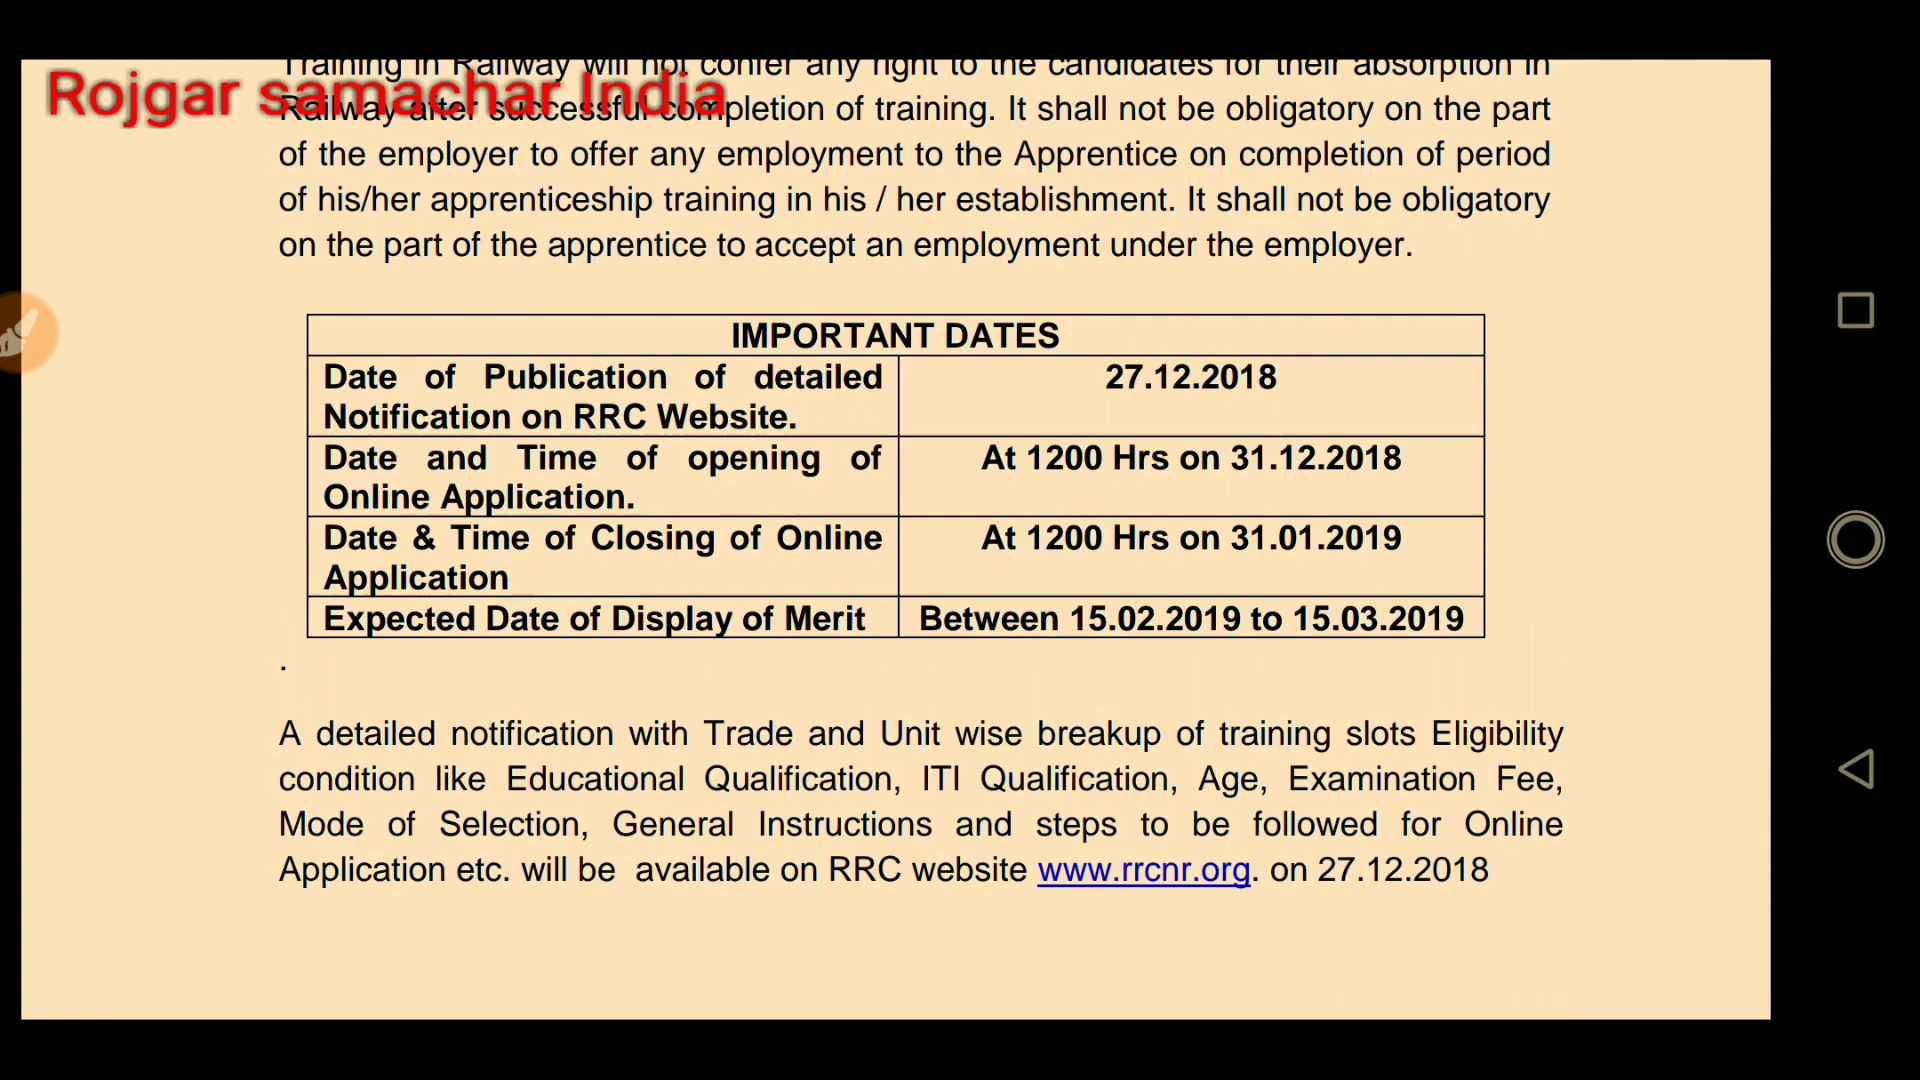 Rojgar samachar India
Training in Railway will not confer any right to the candidates for their absorption in
Railway after successful completion of training. It shall not be obligatory on the part
of the employer to offer any employment to the Apprentice on completion of period
of his/her apprenticeship training in his / her establishment. It shall not be obligatory
on the part of the apprentice to accept an employment under the employer.
IMPORTANT DATES
Date of Publication of detailed 27.12.2018
Notification on RRC Website.
Date and Time of opening of At 1200 Hrs on 31.12.2018
Online Application.
Date & Time of Closing of Online At 1200 Hrs on 31.01.2019
Application
Expected Date of Display of Merit Between 15.02.2019 to 15.03.2019
.
A detailed notification with Trade and Unit wise breakup of training slots Eligibility
condition like Educational Qualification, ITI Qualification, Age, Examination Fee,
Mode of Selection, General Instructions and steps to be followed for Online
Application etc. will be available on RRC website www.rrcnr.org. on 27.12.2018